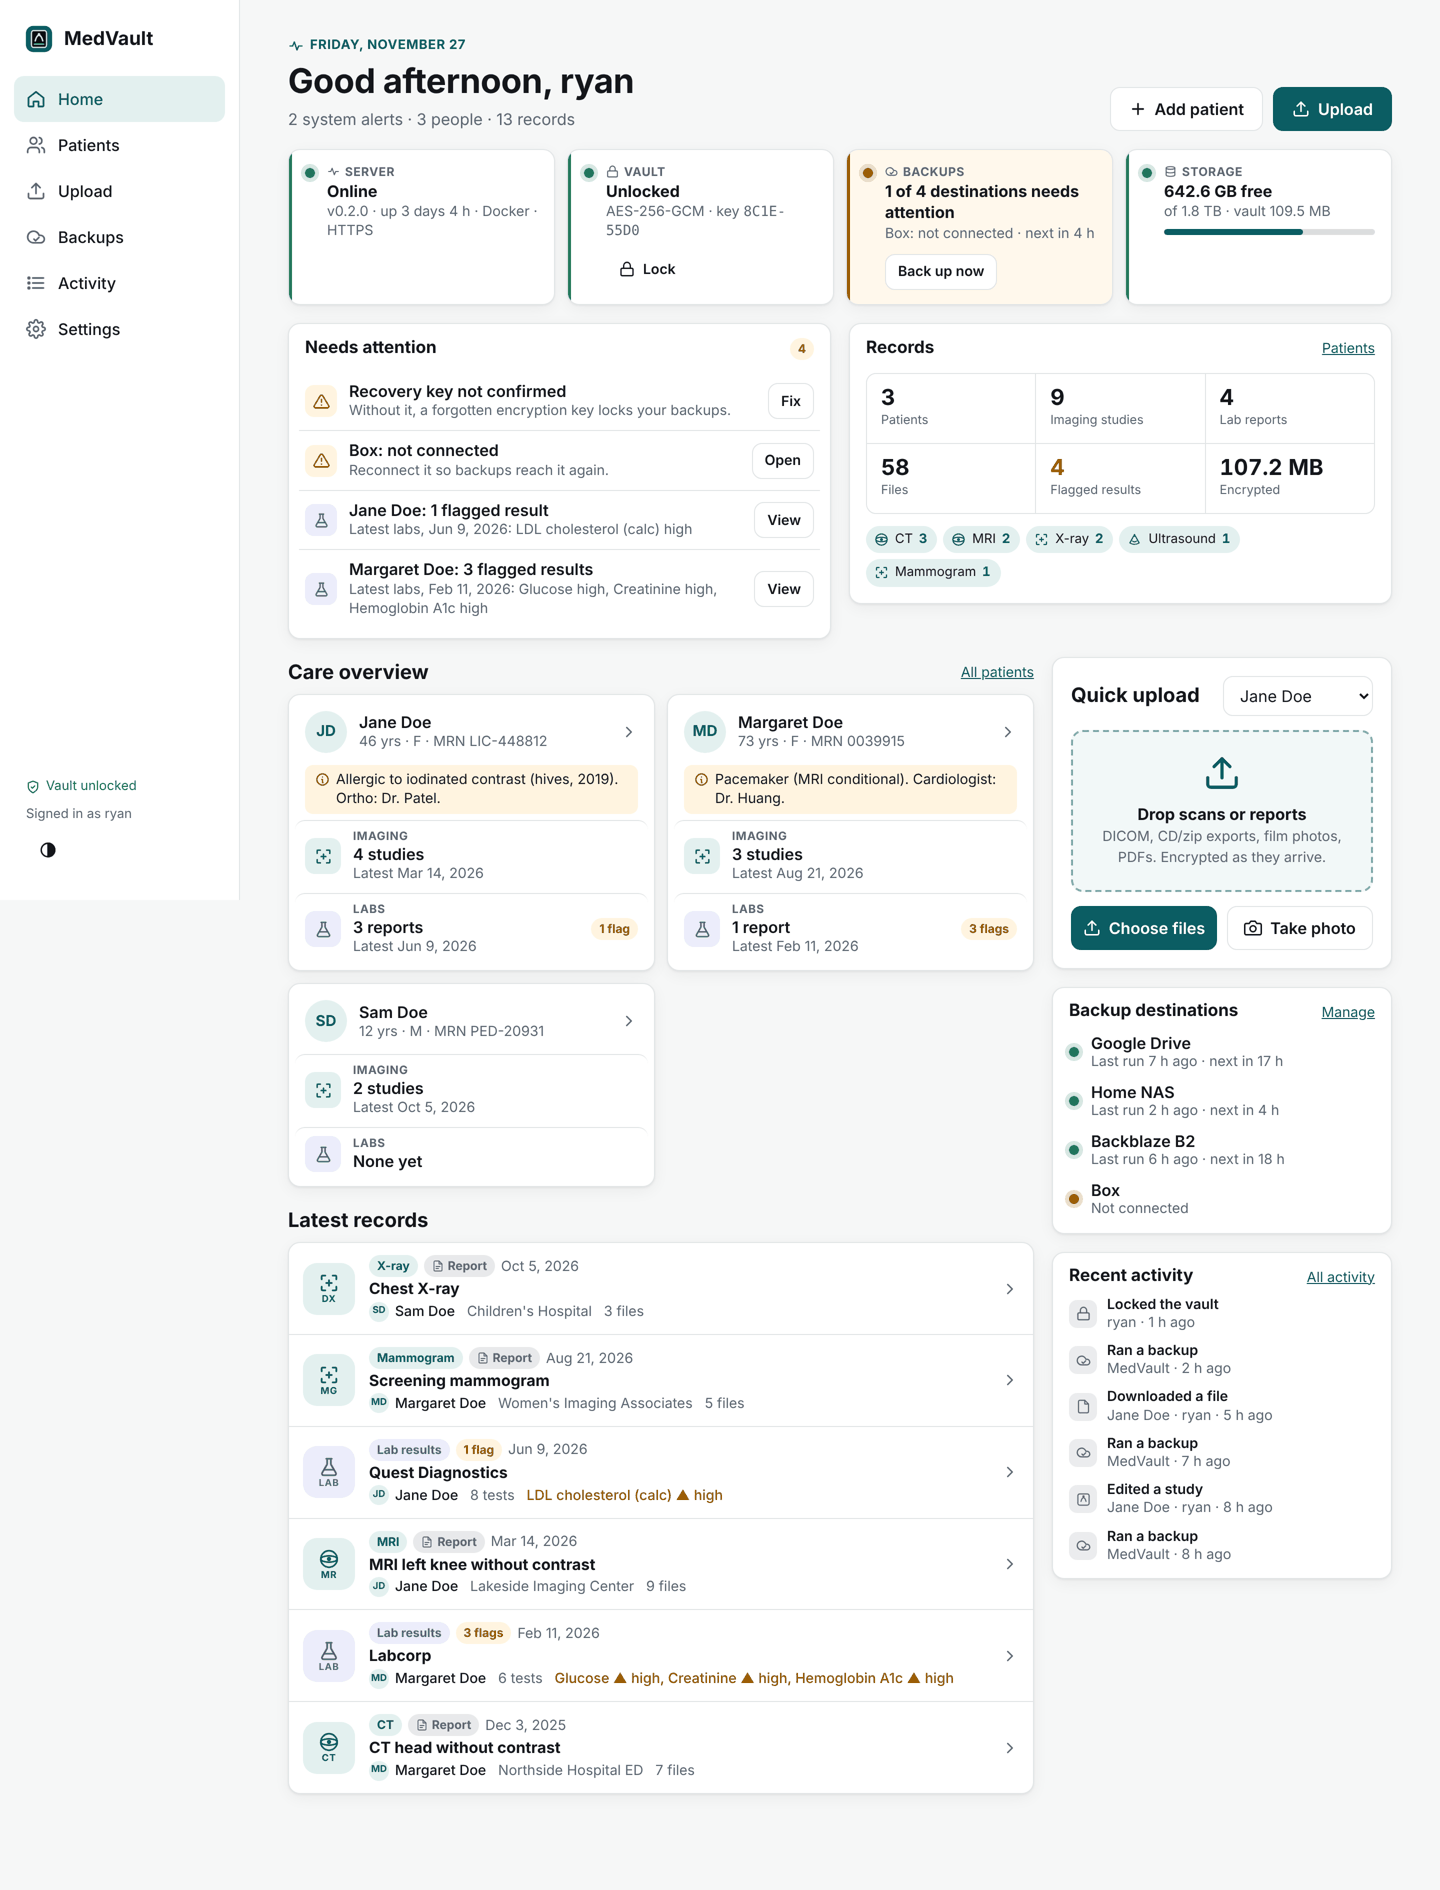 MedVault
Home
Patients
Upload
Backups
Activity
Settings
Vault unlocked
Signed in as ryan
FRIDAY, NOVEMBER 27
Good afternoon, ryan
2 system alerts · 3 people · 13 records
Add patient
Upload
SERVER
Online
v0.2.0 · up 3 days 4 h · Docker ·
HTTPS
VAULT
Unlocked
AES-256-GCM · key 8C1E-
55D0
Lock
BACKUPS
1 of 4 destinations needs
attention
Box: not connected · next in 4 h
Back up now
STORAGE
642.6 GB free
of 1.8 TB · vault 109.5 MB
Needs attention
4
Recovery key not confirmed
Without it, a forgotten encryption key locks your backups.
Fix
Box: not connected
Reconnect it so backups reach it again.
Open
Jane Doe: 1 flagged result
Latest labs, Jun 9, 2026: LDL cholesterol (calc) high
View
Margaret Doe: 3 flagged results
Latest labs, Feb 11, 2026: Glucose high, Creatinine high,
Hemoglobin A1c high
View
Records
Patients
3
Patients
9
Imaging studies
4
Lab reports
58
Files
4
Flagged results
107.2 MB
Encrypted
CT 3
MRI 2
X-ray 2
Ultrasound 1
Mammogram 1
Care overview
All patients
JD
Jane Doe
46 yrs · F · MRN LIC-448812
Allergic to iodinated contrast (hives, 2019).
Ortho: Dr. Patel.
IMAGING
4 studies
Latest Mar 14, 2026
LABS
3 reports
Latest Jun 9, 2026
1 flag
MD
Margaret Doe
73 yrs · F · MRN 0039915
Pacemaker (MRI conditional). Cardiologist:
Dr. Huang.
IMAGING
3 studies
Latest Aug 21, 2026
LABS
1 report
Latest Feb 11, 2026
3 flags
SD
Sam Doe
12 yrs · M · MRN PED-20931
IMAGING
2 studies
Latest Oct 5, 2026
LABS
None yet
Quick upload
Jane Doe
Drop scans or reports
DICOM, CD/zip exports, film photos,
PDFs. Encrypted as they arrive.
Choose files
Take photo
Backup destinations
Manage
Google Drive
Last run 7 h ago · next in 17 h
Home NAS
Last run 2 h ago · next in 4 h
Backblaze B2
Last run 6 h ago · next in 18 h
Box
Not connected
Latest records
DX
X-ray Report Oct 5, 2026
Chest X-ray
SD Sam Doe Children's Hospital 3 files
MG
Mammogram Report Aug 21, 2026
Screening mammogram
MD Margaret Doe Women's Imaging Associates 5 files
LAB
Lab results 1 flag Jun 9, 2026
Quest Diagnostics
JD Jane Doe 8 tests LDL cholesterol (calc) ▲ high
MR
MRI Report Mar 14, 2026
MRI left knee without contrast
JD Jane Doe Lakeside Imaging Center 9 files
LAB
Lab results 3 flags Feb 11, 2026
Labcorp
MD Margaret Doe 6 tests Glucose ▲ high, Creatinine ▲ high, Hemoglobin A1c ▲ high
CT
CT Report Dec 3, 2025
CT head without contrast
MD Margaret Doe Northside Hospital ED 7 files
Recent activity
All activity
Locked the vault
ryan · 1 h ago
Ran a backup
MedVault · 2 h ago
Downloaded a file
Jane Doe · ryan · 5 h ago
Ran a backup
MedVault · 7 h ago
Edited a study
Jane Doe · ryan · 8 h ago
Ran a backup
MedVault · 8 h ago